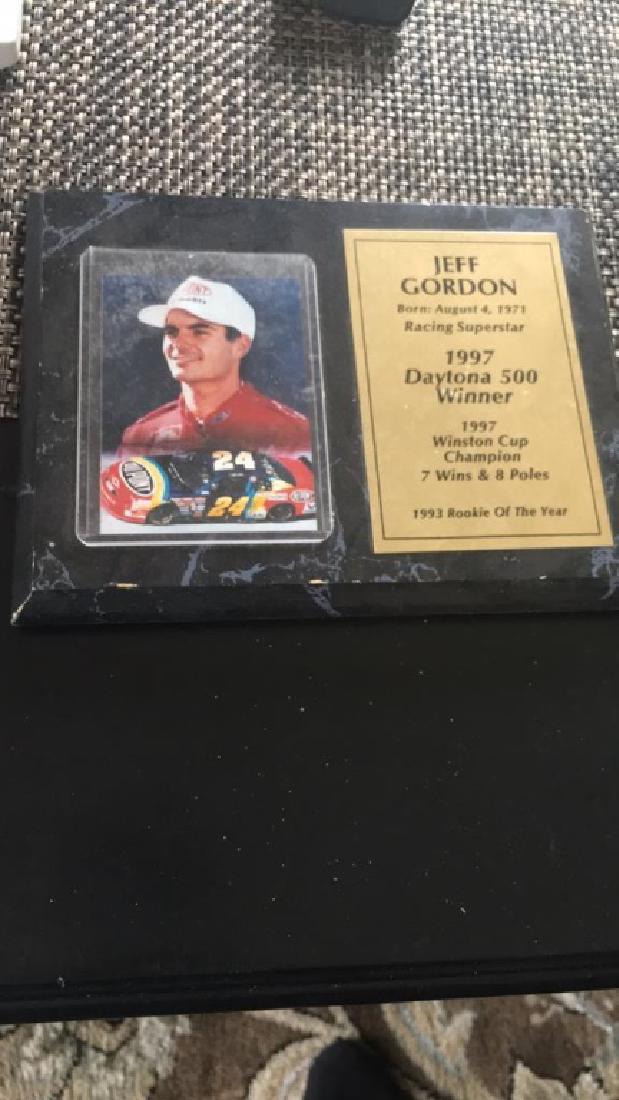 JEFF
GORDON
Born: August 4, 1971
Racing Superstar
1997
Daytona 500
Winner
1997
Winston Cup
Champion
7 Wins & 8 Poles
1993 Rookie Of The Year
24
24